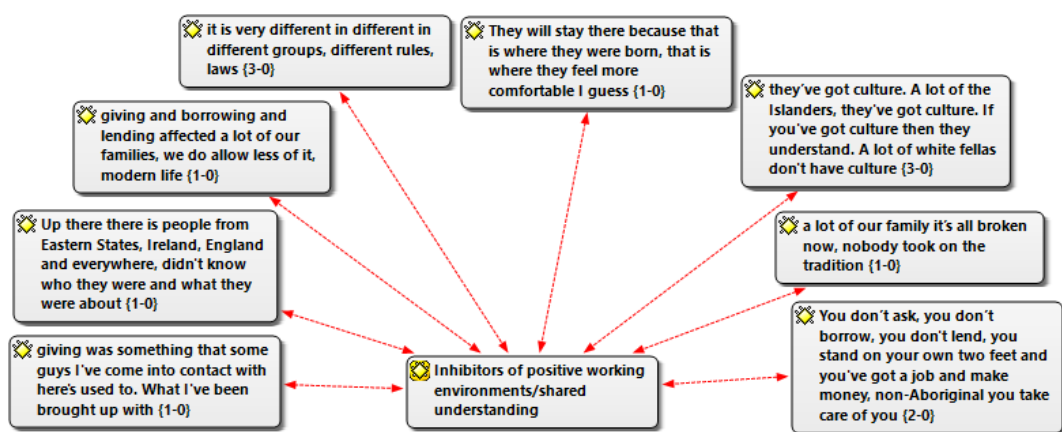 it is very different in different in
different groups, different rules,
laws {3-0}
They will stay there because that
is where they were born, that is
where they feel more
comfortable I guess {1-0}
they've got culture. A lot of the
Islanders, they've got culture. If
you've got culture then they
understand. A lot of white fellas
don't have culture {3-0}
giving and borrowing and
lending affected a lot of our
families, we do allow less of it,
modern life {1-0}
Up there there is people from
Eastern States, Ireland, England
and everywhere, didn't know
who they were and what they
were about {1-0}
a lot of our family it's all broken
now, nobody took on the
tradition {1-0}
giving was something that some
guys I've come into contact with
here's used to. What I've been
brought up with {1-0}
Inhibitors of positive working
environments/shared
understanding
You don't ask, you don't
borrow, you don't lend, you
stand on your own two feet and
you've got a job and make
money, non-Aboriginal you take
care of you {2-0}